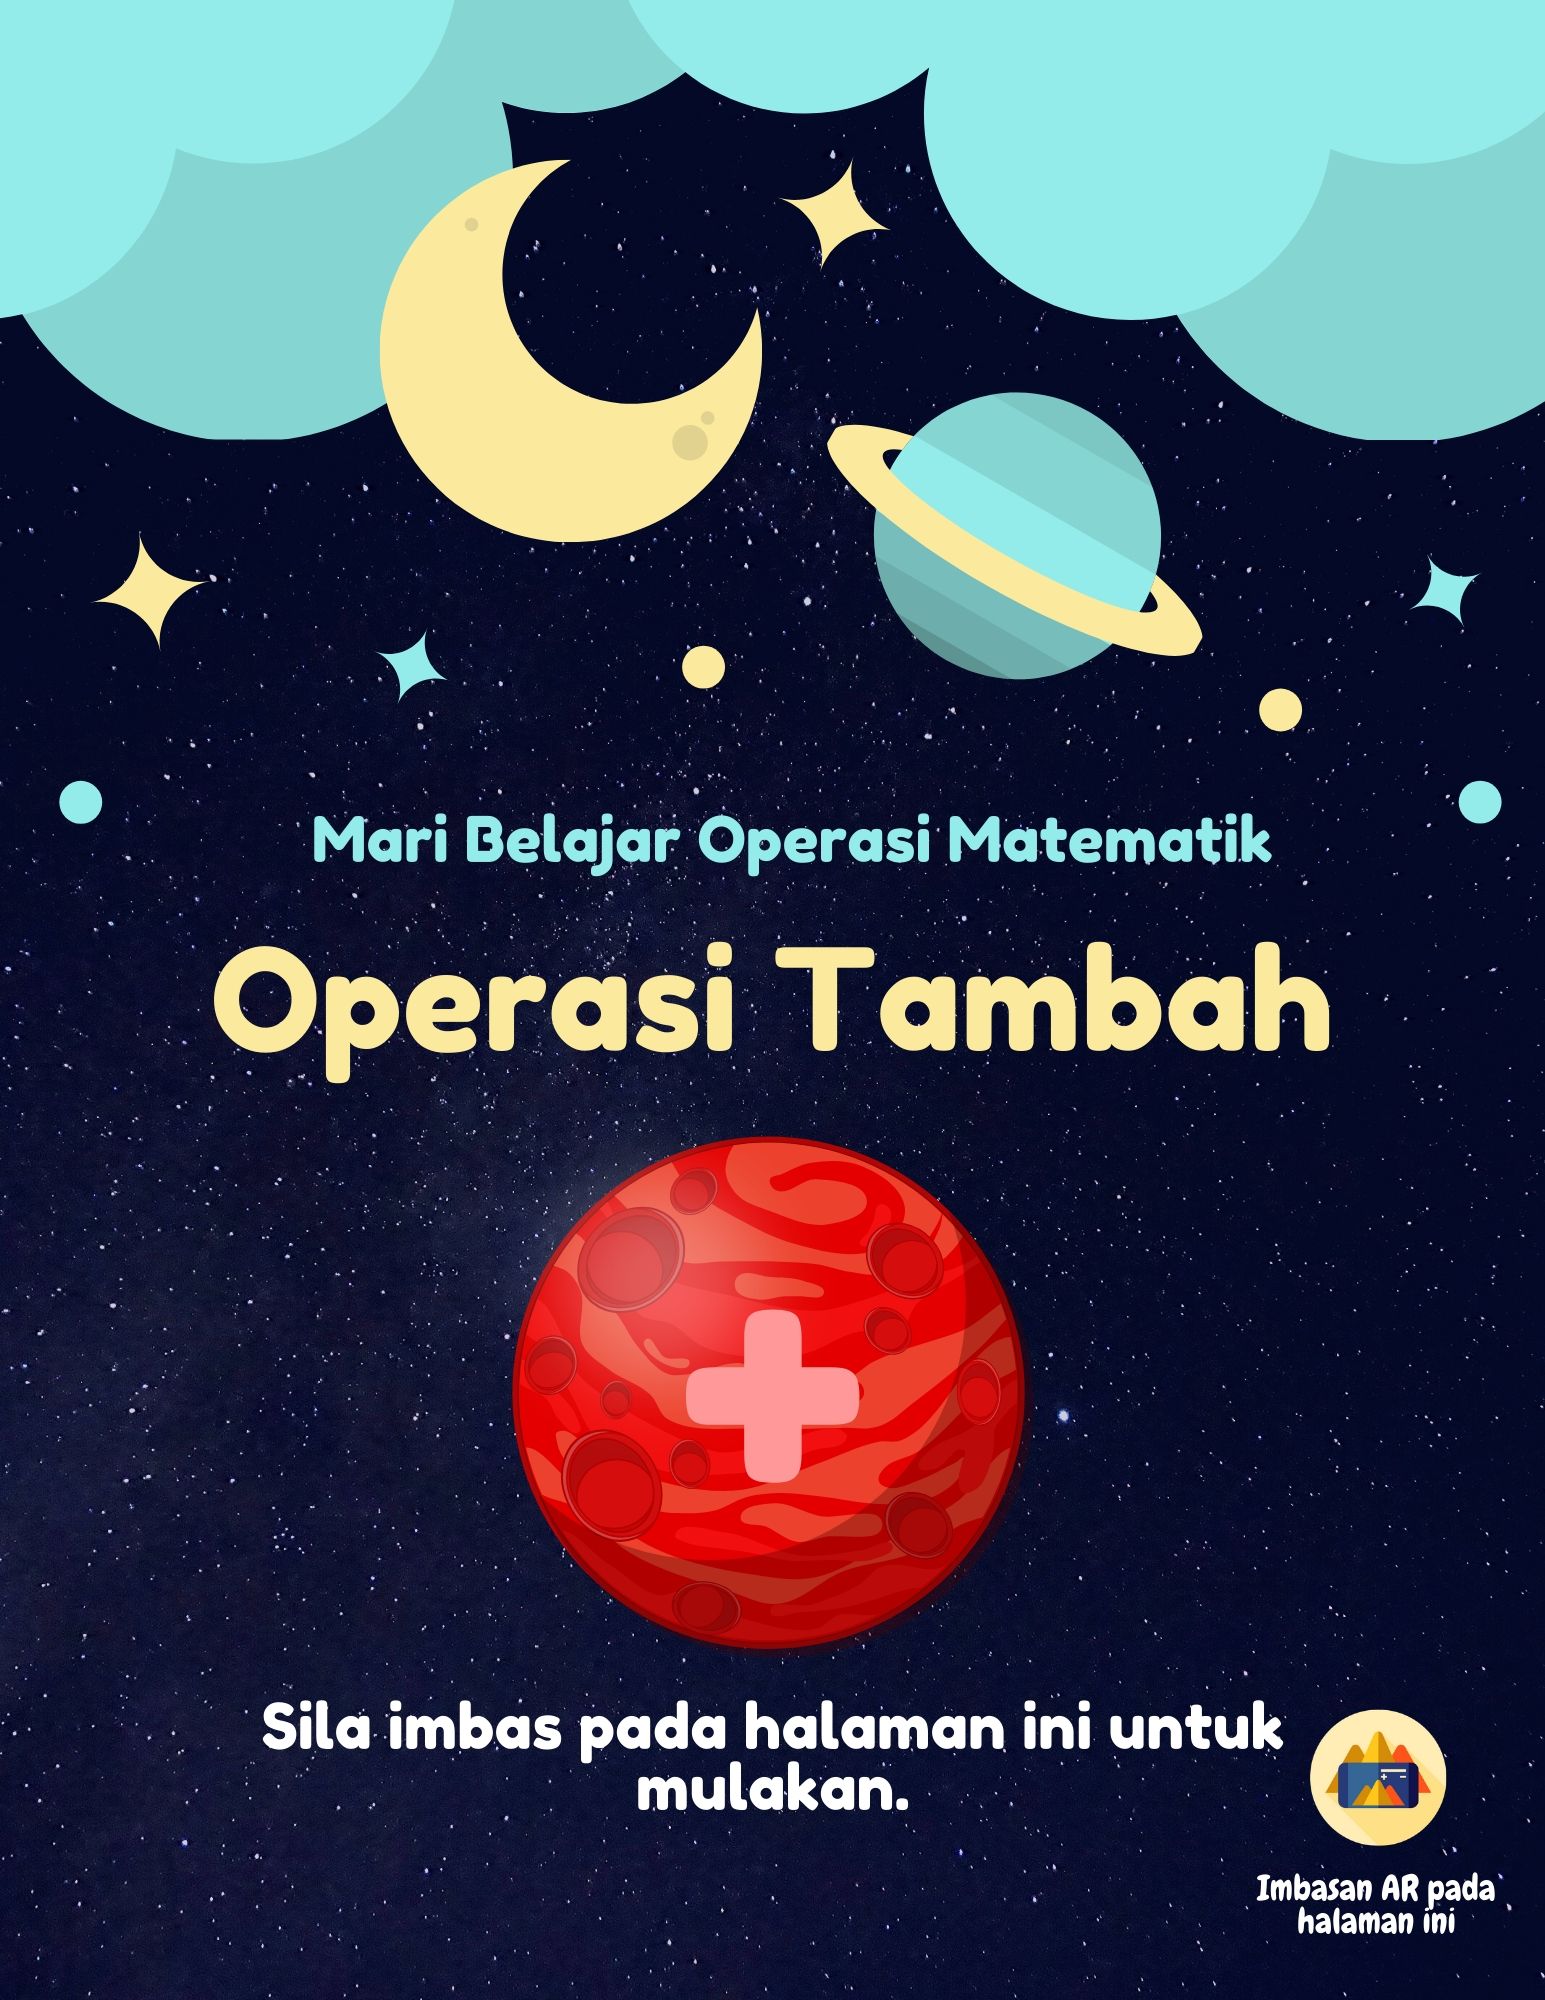 Mari Belajar Operasi Matematik
Operasi Tambah
Sila imbas pada halaman ini untuk
mulakan.
Imbasan AR pada
halaman ini